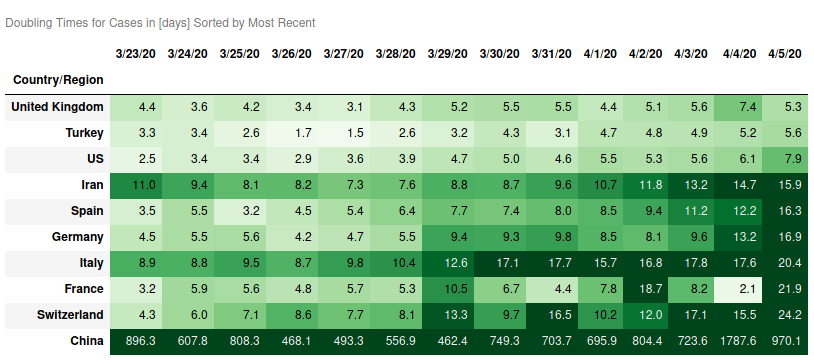 Doubling Times for Cases in [days] Sorted by Most Recent
3/23/20 3/24/20 3/25/20 3/26/20 3/27/20 3/28/20 3/29/20 3/30/20 3/31/20 4/1/20 4/2/20 4/3/20 4/4/20 4/5/20
Country/Region
United Kingdom 4.4 3.6 4.2 3.4 3.1 4.3 5.2 5.5 5.5 4.4 5.1 5.6 7.4 5.3
Turkey 3.3 3.4 2.6 1.7 1.5 2.6 3.2 4.3 3.1 4.7 4.8 4.9 5.2 5.6
US 2.5 3.4 3.4 2.9 3.6 3.9 4.7 5.0 4.6 5.5 5.3 5.6 6.1 7.9
Iran 11.0 9.4 8.1 8.2 7.3 7.6 8.8 8.7 9.6 10.7 11.8 13.2 14.7 15.9
Spain 3.5 5.5 3.2 4.5 5.4 6.4 7.7 7.4 8.0 8.5 9.4 11.2 12.2 16.3
Germany 4.5 5.5 5.6 4.2 4.7 5.5 9.4 9.3 9.8 8.5 8.1 9.6 13.2 16.9
Italy 8.9 8.8 9.5 8.7 9.8 10.4 12.6 17.1 17.7 15.7 16.8 17.8 17.6 20.4
France 3.2 5.9 5.6 4.8 5.7 5.3 10.5 6.7 4.4 7.8 18.7 8.2 2.1 21.9
Switzerland 4.3 6.0 7.1 8.6 7.7 8.1 13.3 9.7 16.5 10.2 12.0 17.1 15.5 24.2
China 896.3 607.8 808.3 468.1 493.3 556.9 462.4 749.3 703.7 695.9 804.4 723.6 1787.6 970.1